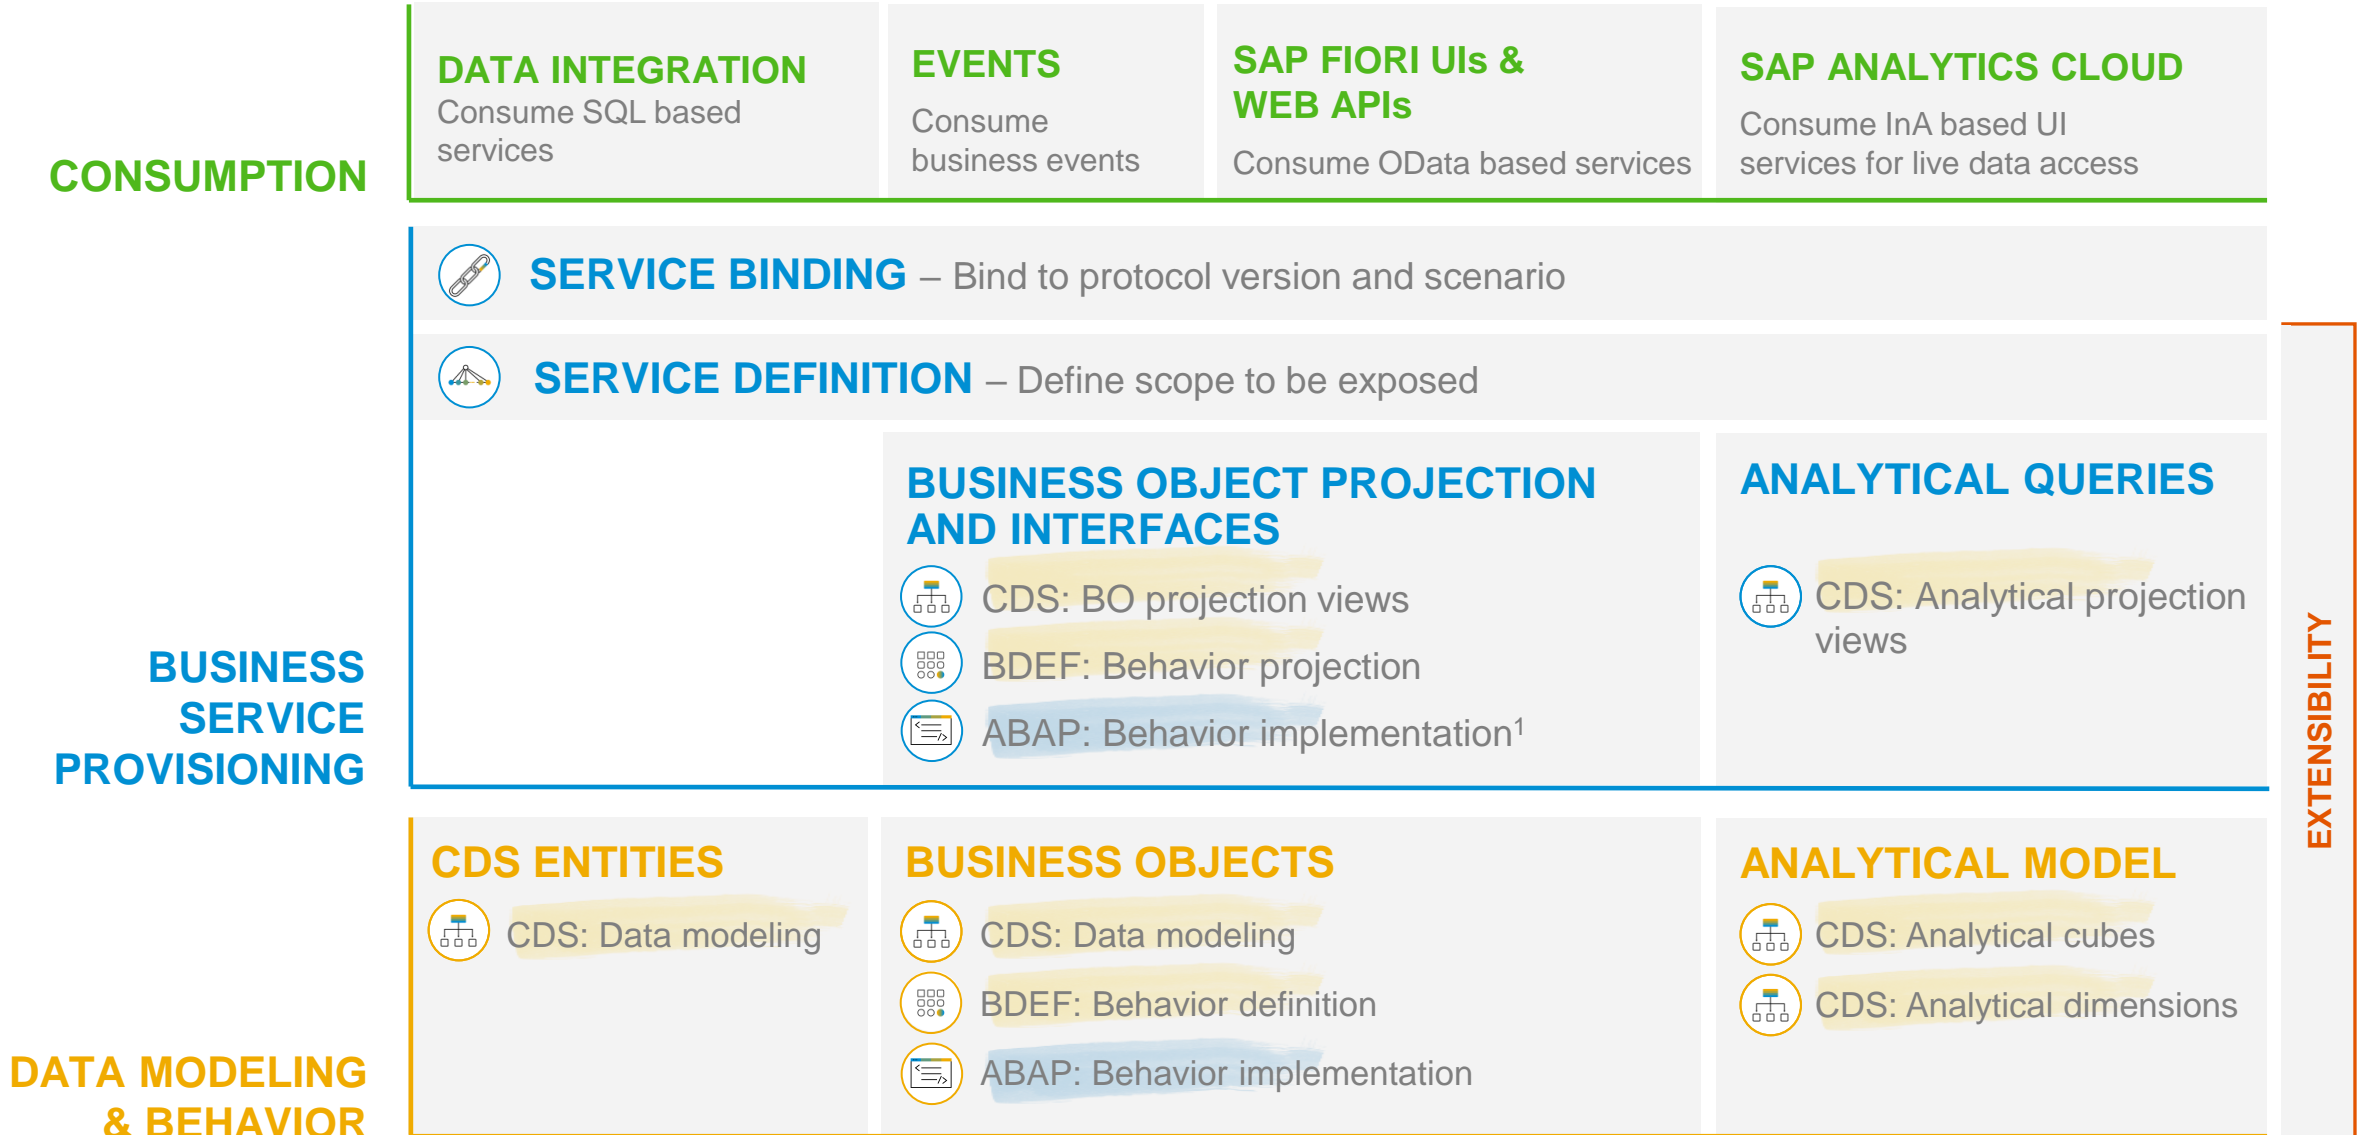 CONSUMPTION
DATA INTEGRATION
Consume SQL based
services
EVENTS
Consume
business events
SAP FIORI UIs &
WEB APIs
Consume OData based services
SAP ANALYTICS CLOUD
Consume InA based UI
services for live data access
BUSINESS
SERVICE
PROVISIONING
SERVICE BINDING – Bind to protocol version and scenario
SERVICE DEFINITION – Define scope to be exposed
BUSINESS OBJECT PROJECTION
AND INTERFACES
CDS: BO projection views
BDEF: Behavior projection
ABAP: Behavior implementation¹
ANALYTICAL QUERIES
CDS: Analytical projection
views
DATA MODELING
& BEHAVIOR
CDS ENTITIES
CDS: Data modeling
BUSINESS OBJECTS
CDS: Data modeling
BDEF: Behavior definition
ABAP: Behavior implementation
ANALYTICAL MODEL
CDS: Analytical cubes
CDS: Analytical dimensions
EXTENSIBILITY